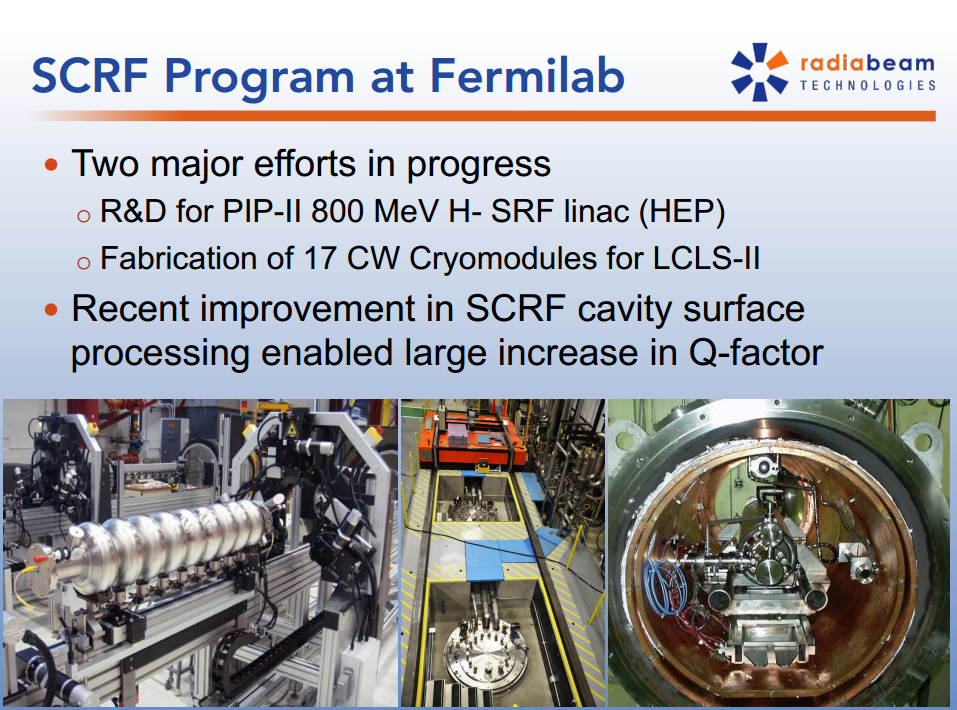 SCRF Program at Fermilab
radiabeam
TECHNOLOGIES
• Two major efforts in progress
o R&D for PIP-II 800 MeV H- SRF linac (HEP)
o Fabrication of 17 CW Cryomodules for LCLS-II
• Recent improvement in SCRF cavity surface
processing enabled large increase in Q-factor